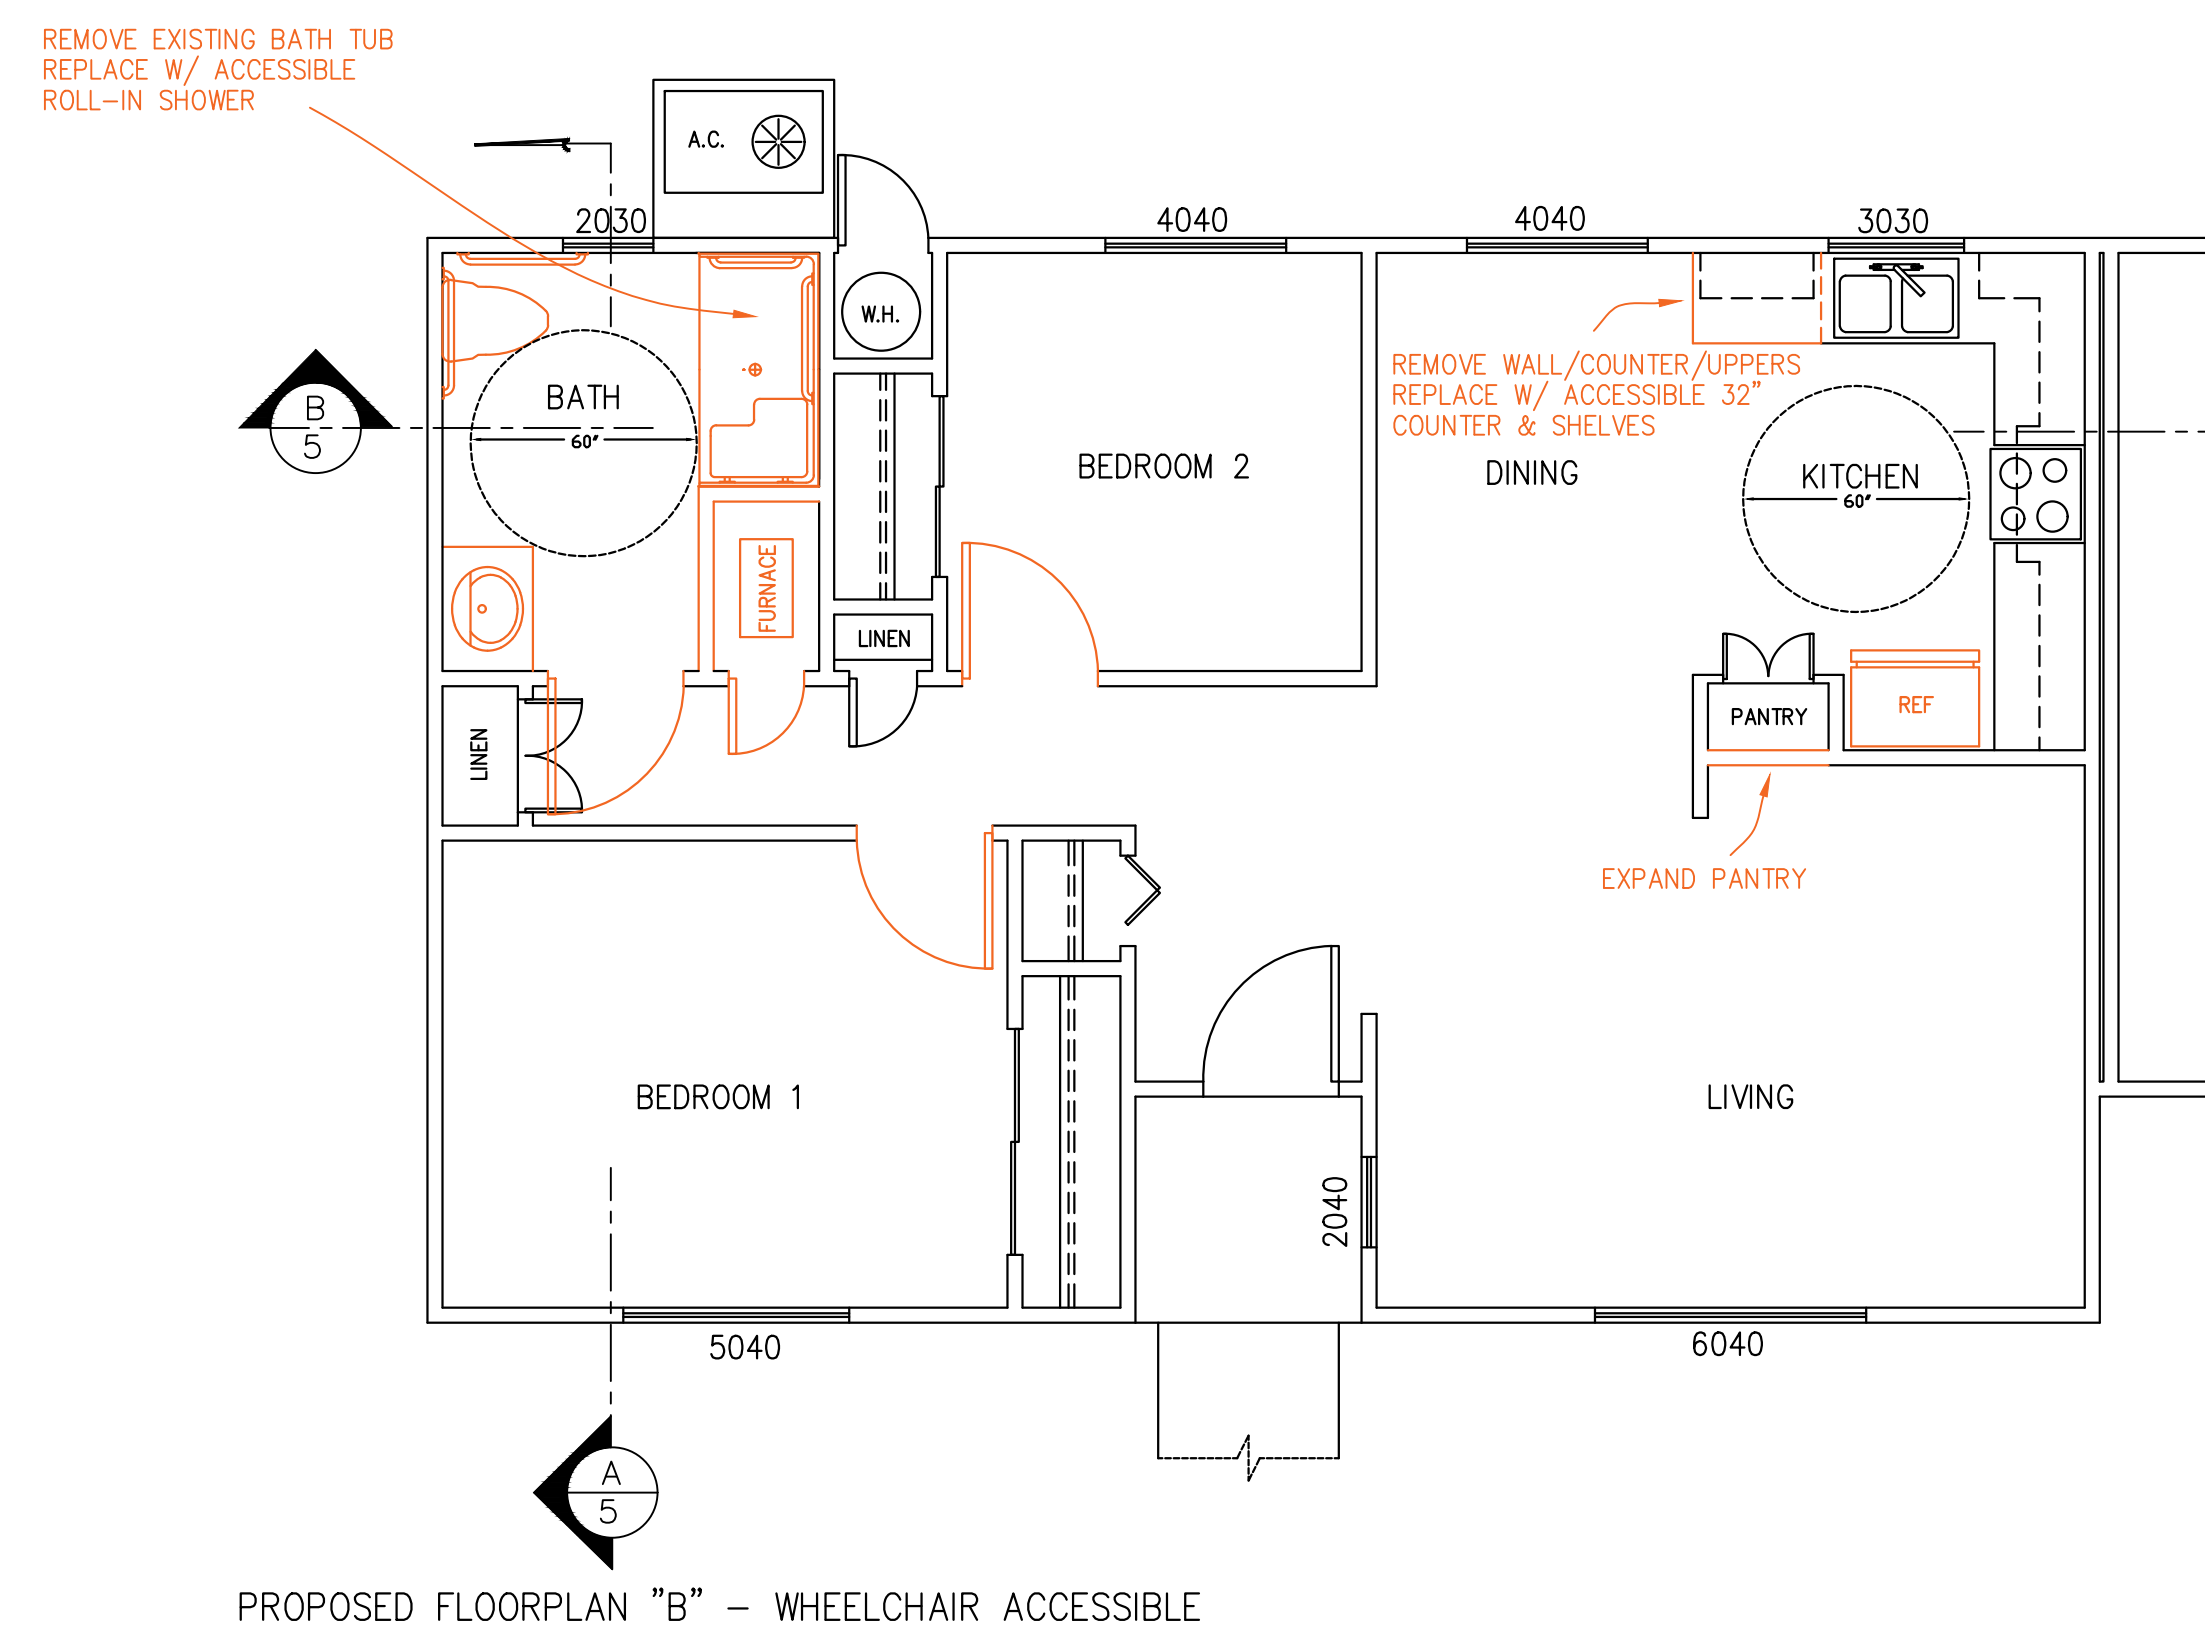 REMOVE EXISTING BATH TUB
REPLACE W/ ACCESSIBLE
ROLL-IN SHOWER
A.C.
2030
4040
4040
3030
W.H.
REMOVE WALL/COUNTER/UPPERS
REPLACE W/ ACCESSIBLE 32"
COUNTER & SHELVES
B
5
BATH
60"
BEDROOM 2
DINING
KITCHEN
60"
FURNACE
LINEN
LINEN
PANTRY
REF
EXPAND PANTRY
BEDROOM 1
LIVING
2040
5040
6040
A
5
PROPOSED FLOORPLAN "B" - WHEELCHAIR ACCESSIBLE